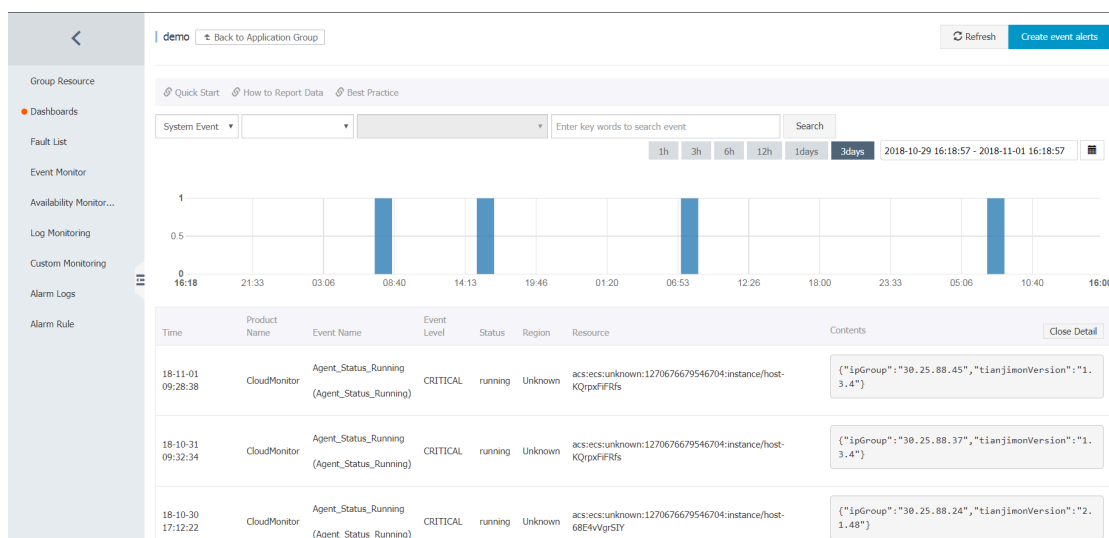 demo
Back to Application Group
Refresh
Create event alerts
Group Resource
Dashboards
Fault List
Event Monitor
Availability Monitor...
Log Monitoring
Custom Monitoring
Alarm Logs
Alarm Rule
Quick Start How to Report Data Best Practice
System Event
Enter key words to search event
Search
1h 3h 6h 12h 1days 3days 2018-10-29 16:18:57 - 2018-11-01 16:18:57
1
0.5
0
16:18 21:33 03:06 08:40 14:13 19:46 01:20 06:53 12:26 18:00 23:33 05:06 10:40 16:00
Time
Product
Name
Event Name
Event
Level
Status
Region
Resource
Contents
Close Detail
18-11-01
09:28:38
CloudMonitor
Agent_Status_Running
(Agent_Status_Running)
CRITICAL
running
Unknown
acs:ecs:unknown:1270676679546704:instance/host-
KQrpxFiFRfs
{"ipGroup":"30.25.88.45","tianjimonVersion":"1.
3.4"}
18-10-31
09:32:34
CloudMonitor
Agent_Status_Running
(Agent_Status_Running)
CRITICAL
running
Unknown
acs:ecs:unknown:1270676679546704:instance/host-
KQrpxFiFRfs
{"ipGroup":"30.25.88.37","tianjimonVersion":"1.
3.4"}
18-10-30
17:12:22
CloudMonitor
Agent_Status_Running
(Agent_Status_Running)
CRITICAL
running
Unknown
acs:ecs:unknown:1270676679546704:instance/host-
68E4vVgrSIY
{"ipGroup":"30.25.88.24","tianjimonVersion":"2.
1.48"}